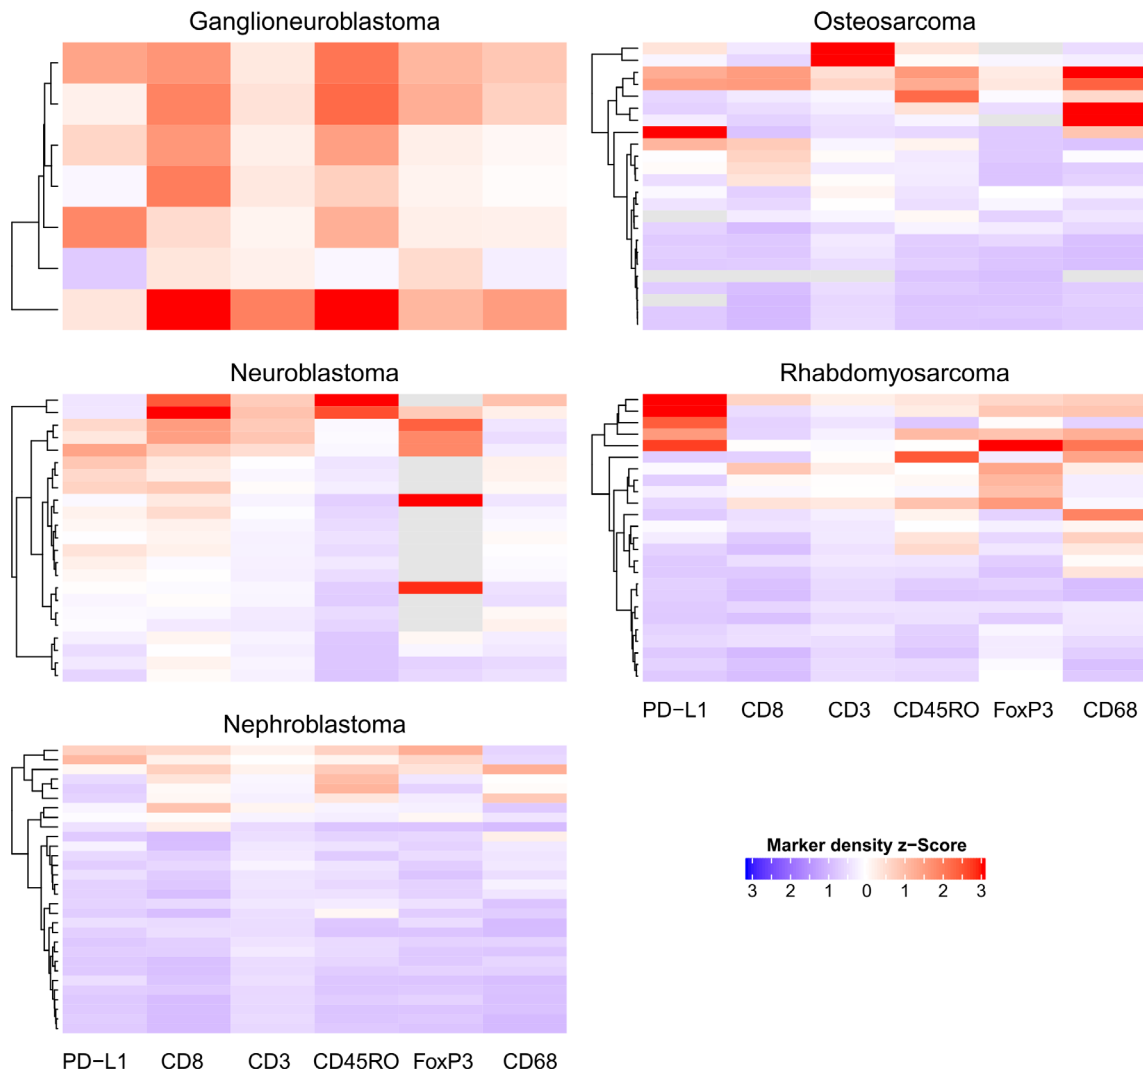 Ganglioneuroblastoma
Osteosarcoma
Neuroblastoma
Rhabdomyosarcoma
PD−L1 CD8 CD3 CD45RO FoxP3 CD68
Nephroblastoma
Marker density z−Score
3 2 1 0 1 2 3
PD−L1 CD8 CD3 CD45RO FoxP3 CD68